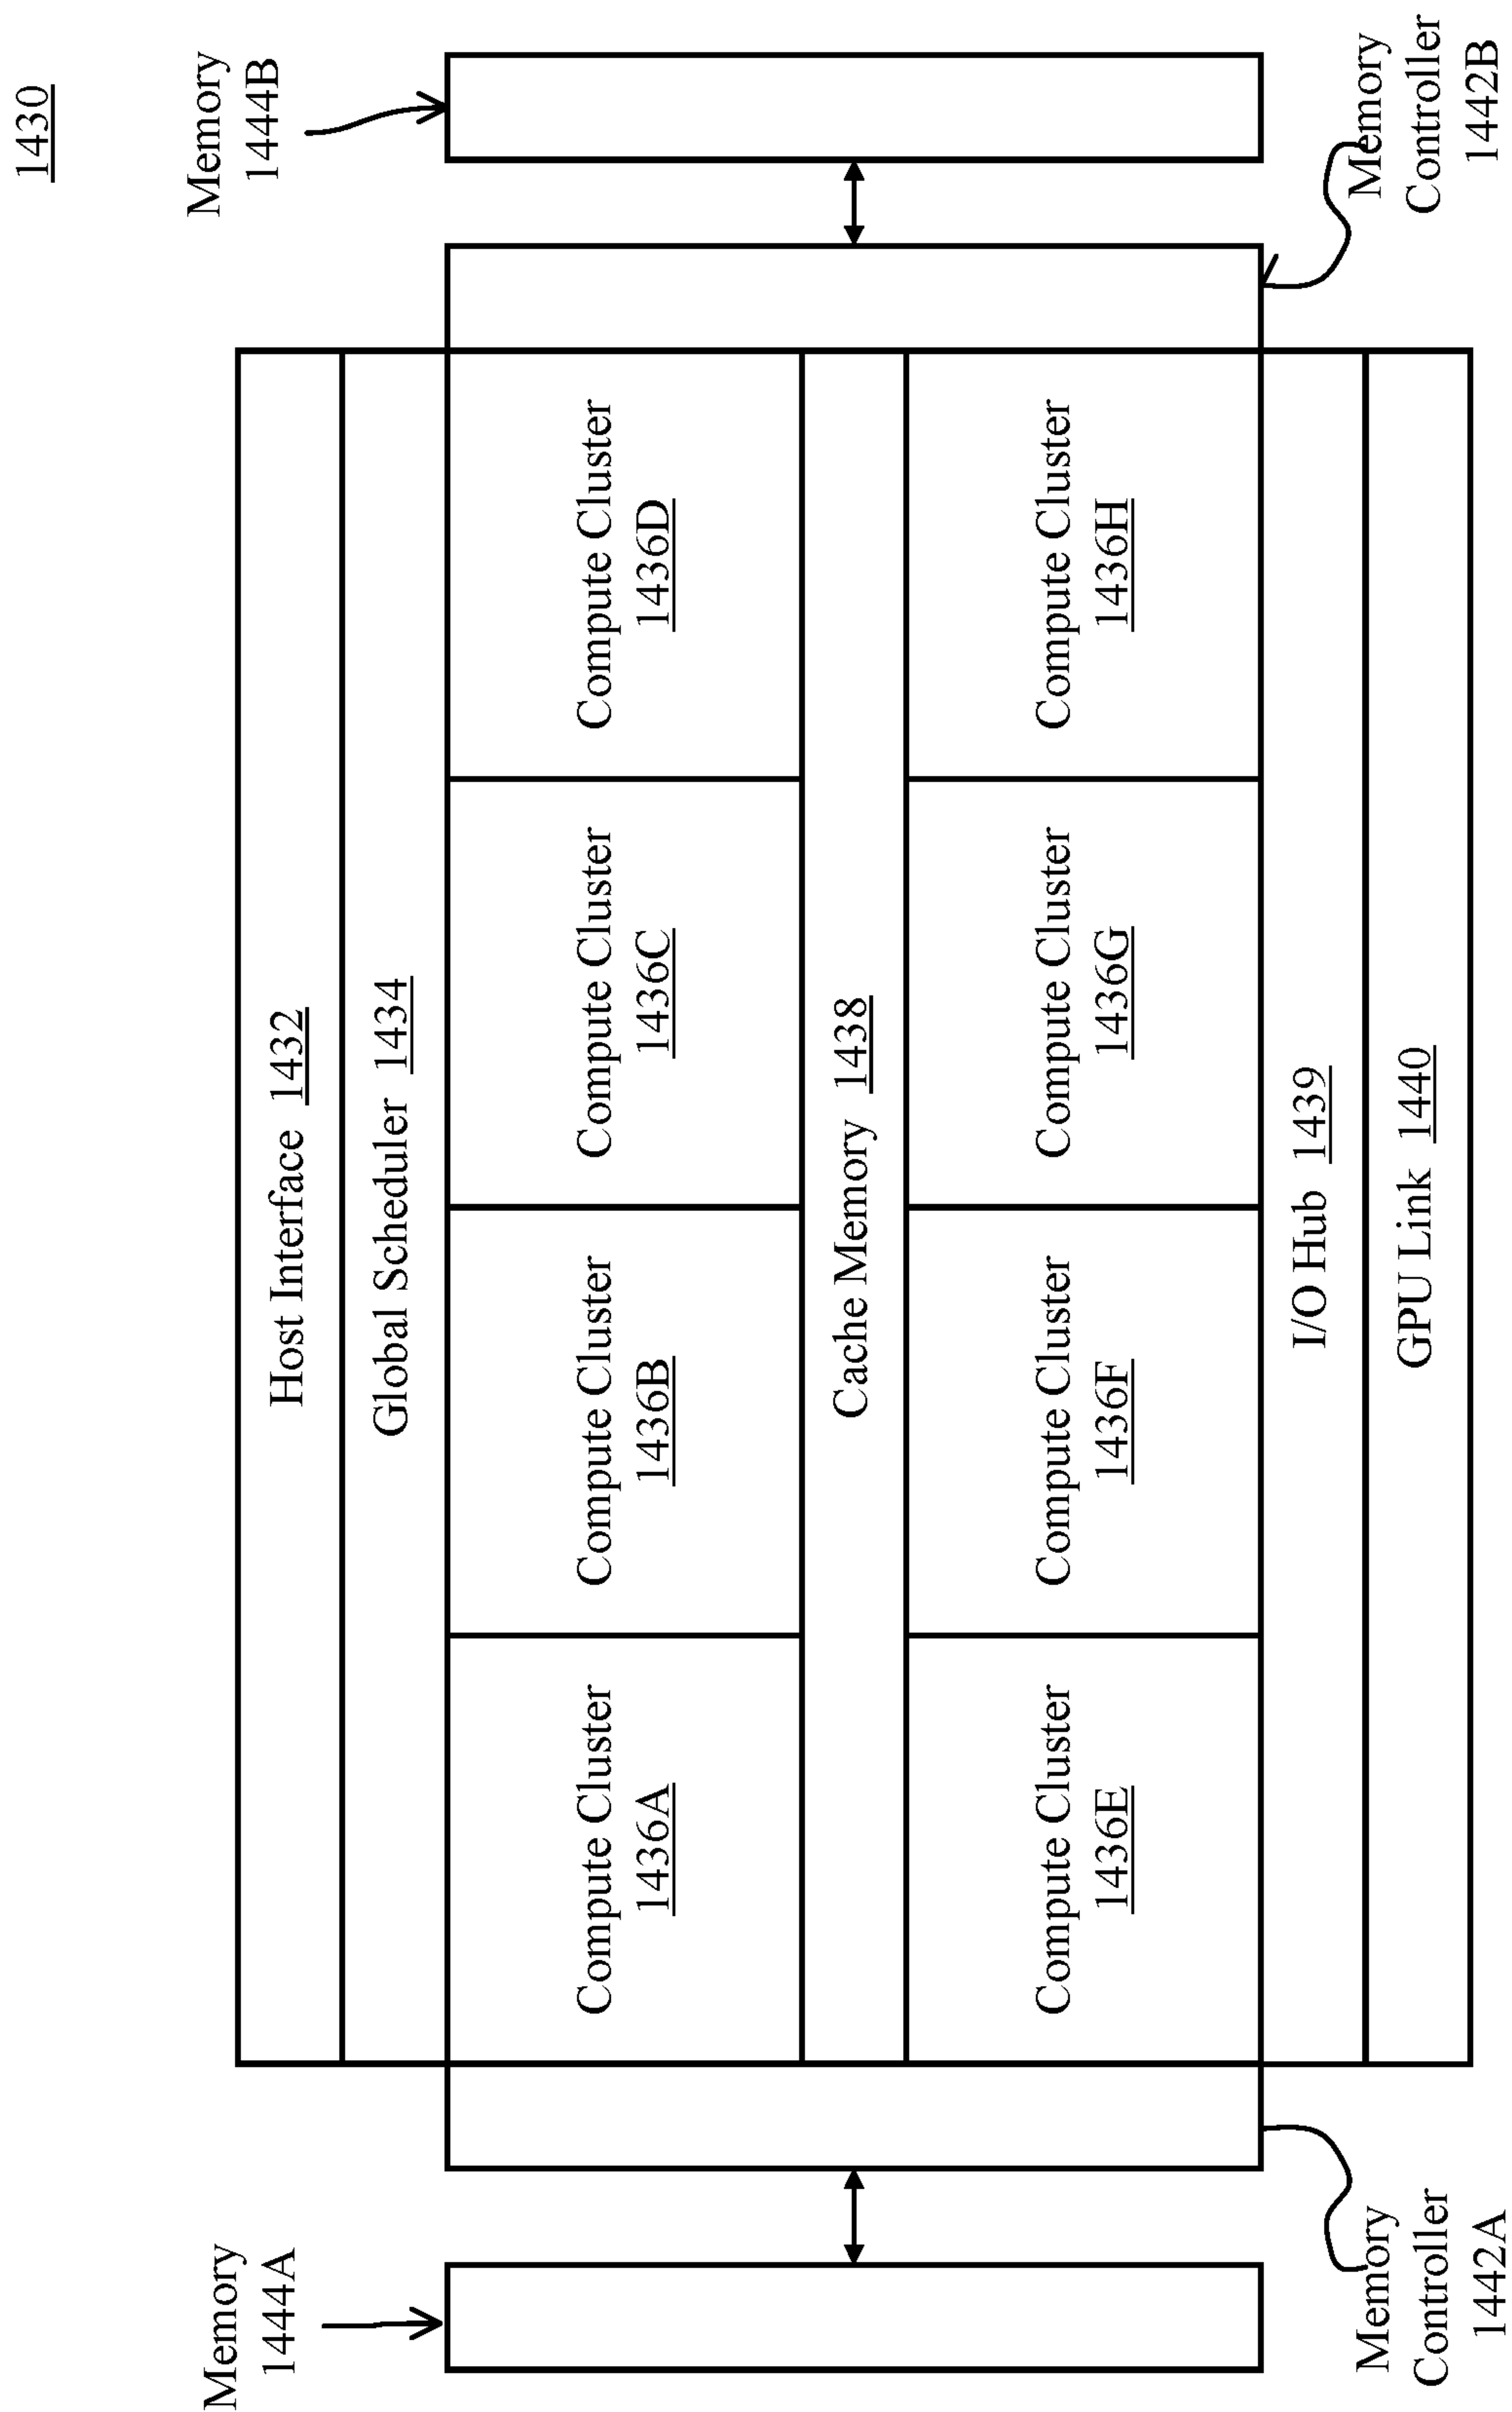 1430
Memory
1444B
Memory
1444A
Host Interface 1432
Global Scheduler 1434
Compute Cluster
1436A
Compute Cluster
1436B
Compute Cluster
1436C
Compute Cluster
1436D
Cache Memory 1438
Compute Cluster
1436E
Compute Cluster
1436F
Compute Cluster
1436G
Compute Cluster
1436H
I/O Hub 1439
GPU Link 1440
Memory
Controller
1442A
Memory
Controller
1442B